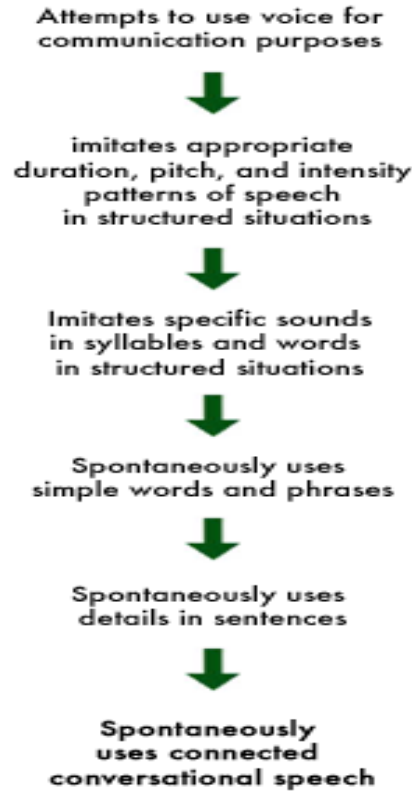 Attempts to use voice for
communication purposes
imitates appropriate
duration, pitch, and intensity
patterns of speech
in structured situations
Imitates specific sounds
in syllables and words
in structured situations
Spontaneously uses
simple words and phrases
Spontaneously uses
details in sentences
Spontaneously
uses connected
conversational speech